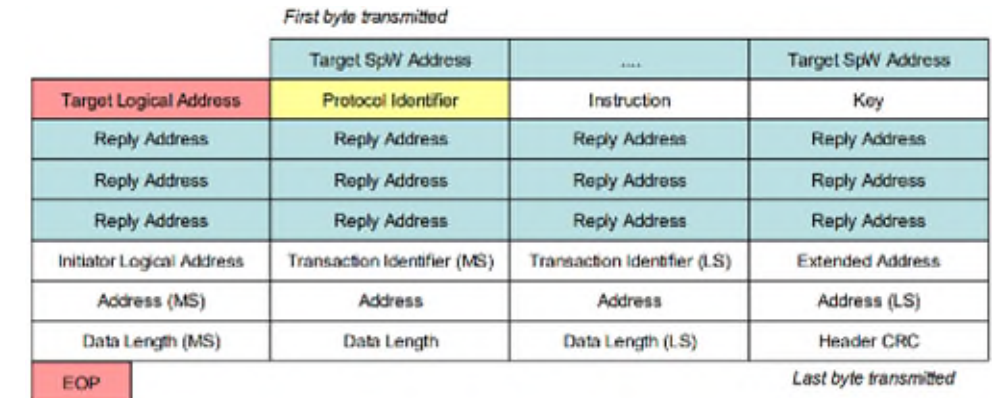 First byte transmitted
Target SpW Address .... Target SpW Address
Target Logical Address Protocol Identifier Instruction Key
Reply Address Reply Address Reply Address Reply Address
Reply Address Reply Address Reply Address Reply Address
Reply Address Reply Address Reply Address Reply Address
Initiator Logical Address Transaction Identifier (MS) Transaction Identifier (LS) Extended Address
Address (MS) Address Address Address (LS)
Data Length (MS) Data Length Data Length (LS) Header CRC
EOP Last byte transmitted